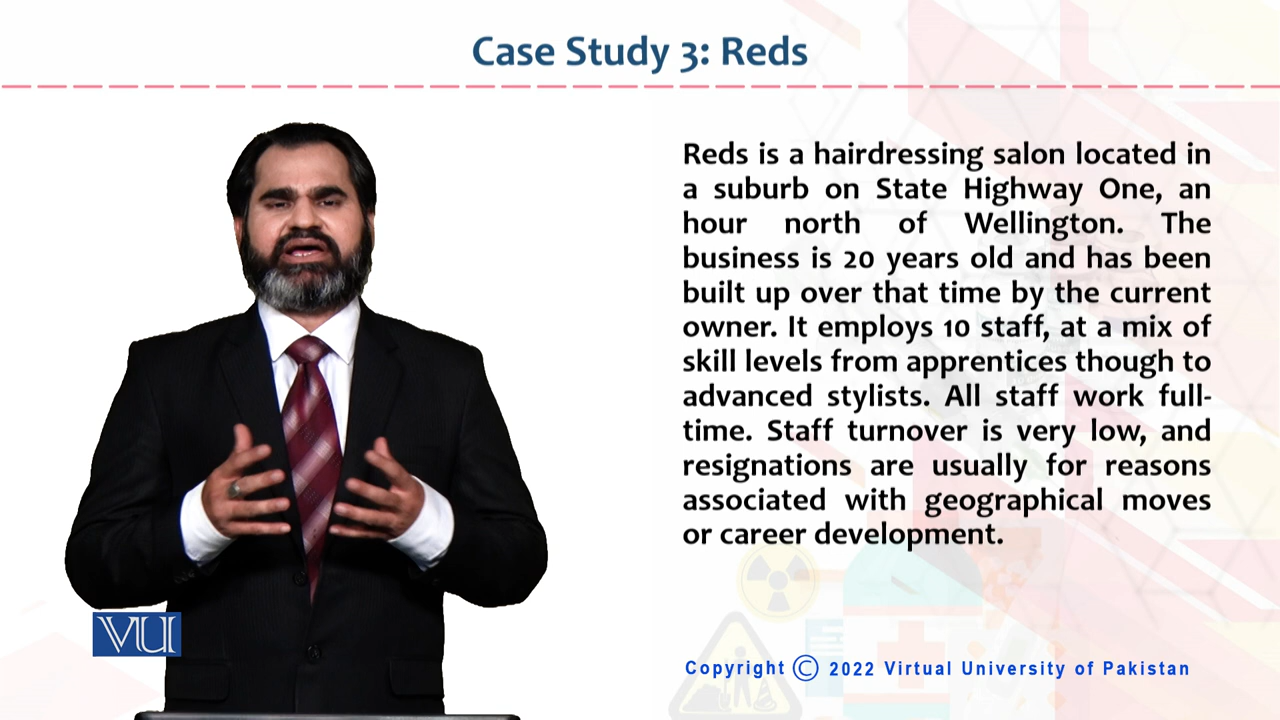 Case Study 3: Reds
Reds is a hairdressing salon located in
a suburb on State Highway One, an
hour north of Wellington. The
business is 20 years old and has been
built up over that time by the current
owner. It employs 10 staff, at a mix of
skill levels from apprentices though to
advanced stylists. All staff work full-
time. Staff turnover is very low, and
resignations are usually for reasons
associated with geographical moves
or career development.
VU
Copyright © 2022 Virtual University of Pakistan